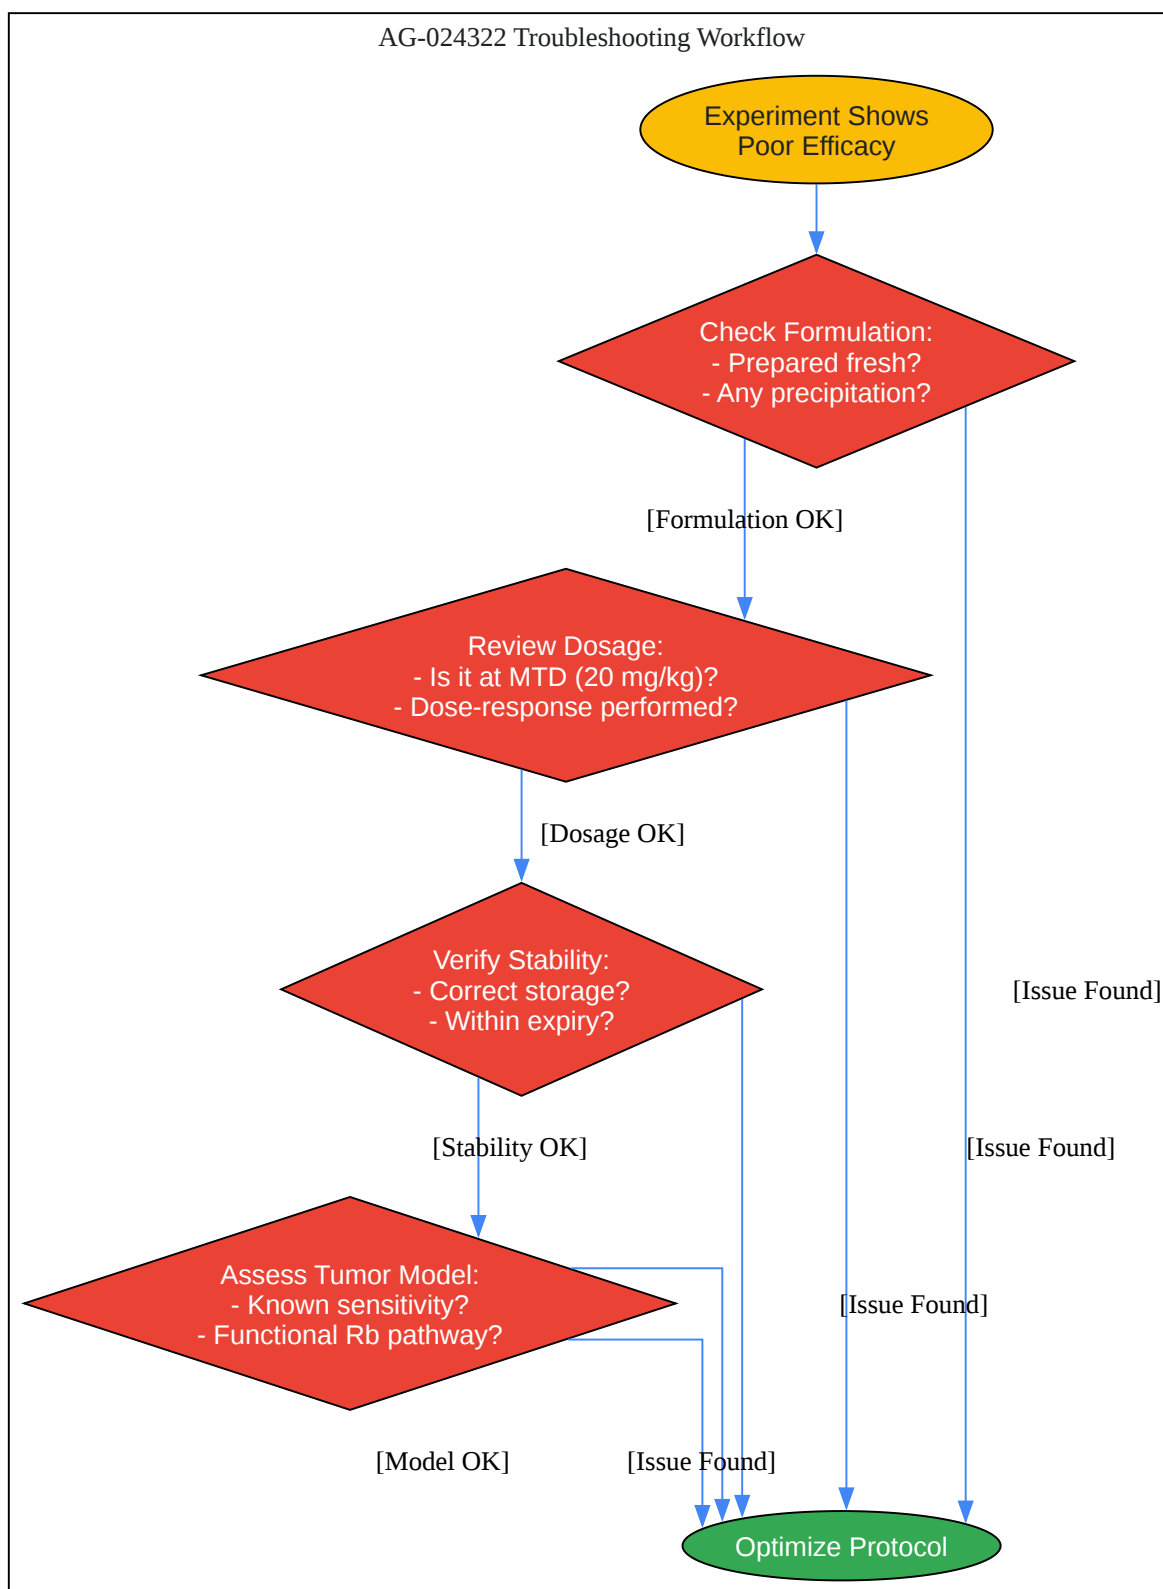 AG-024322 Troubleshooting Workflow
Experiment Shows
Poor Efficacy
Check Formulation:
- Prepared fresh?
- Any precipitation?
[Formulation OK]
Review Dosage:
- Is it at MTD (20 mg/kg)?
- Dose-response performed?
[Dosage OK]
Verify Stability:
- Correct storage?
- Within expiry?
[Issue Found]
[Stability OK]
[Issue Found]
Assess Tumor Model:
- Known sensitivity?
- Functional Rb pathway?
[Issue Found]
[Model OK]
[Issue Found]
Optimize Protocol